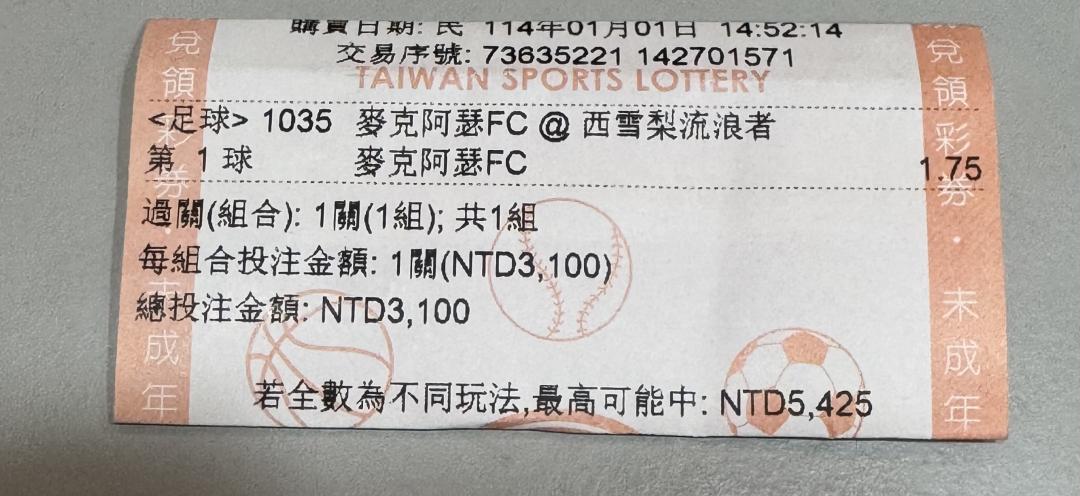 購買日期: 民 114年01月01日 14:52:14
交易序號: 73635221 142701571
TAIWAN SPORTS LOTTERY
<足球> 1035 麥克阿瑟FC @ 西雪梨流浪者
第 1 球 麥克阿瑟FC 1.75
過關(組合): 1關(1組); 共1組
每組合投注金額: 1關(NTD3,100)
總投注金額: NTD3,100
若全數為不同玩法,最高可能中: NTD5,425
兌領彩券・未成年
兌領彩券・未成年